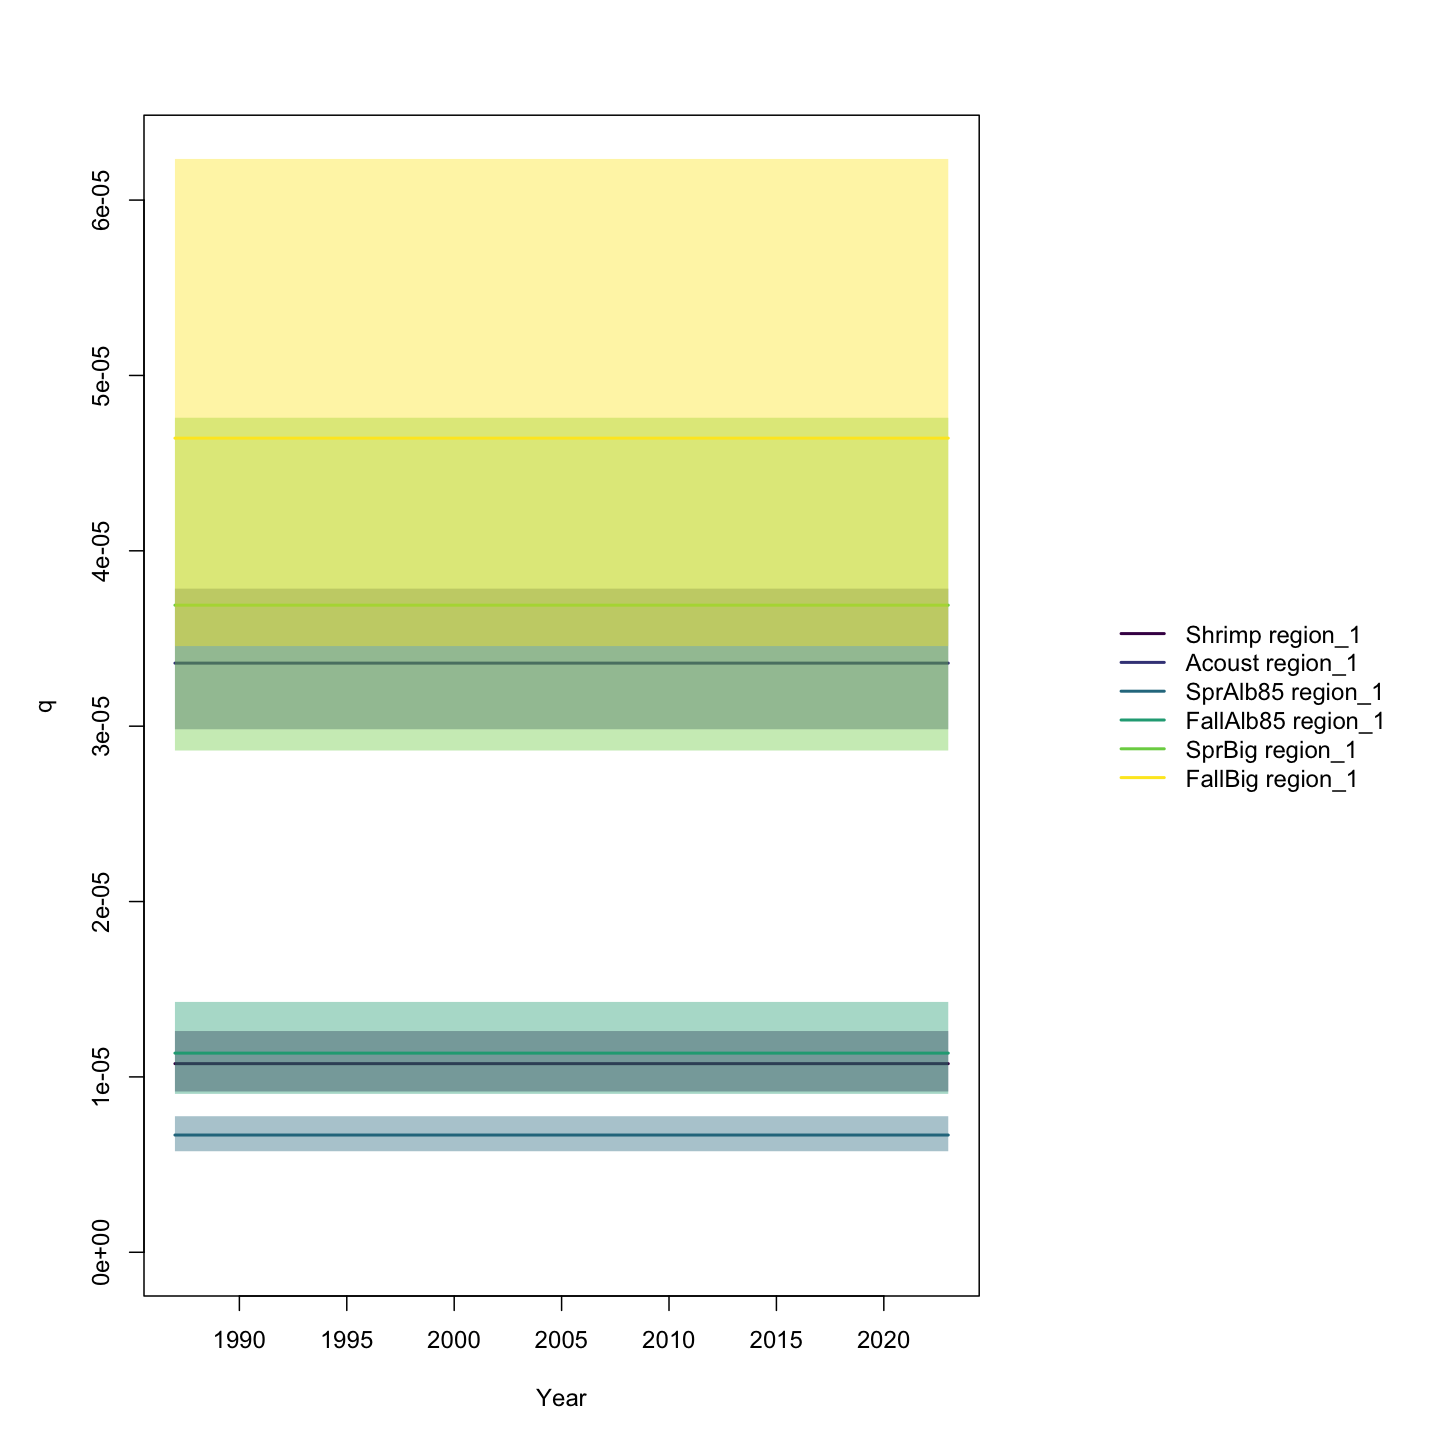 6e-05
5e-05
4e-05
3e-05
2e-05
1e-05
0e+00
q
1990 1995 2000 2005 2010 2015 2020
Year
Shrimp region_1
Acoust region_1
SprAlb85 region_1
FallAlb85 region_1
SprBig region_1
FallBig region_1